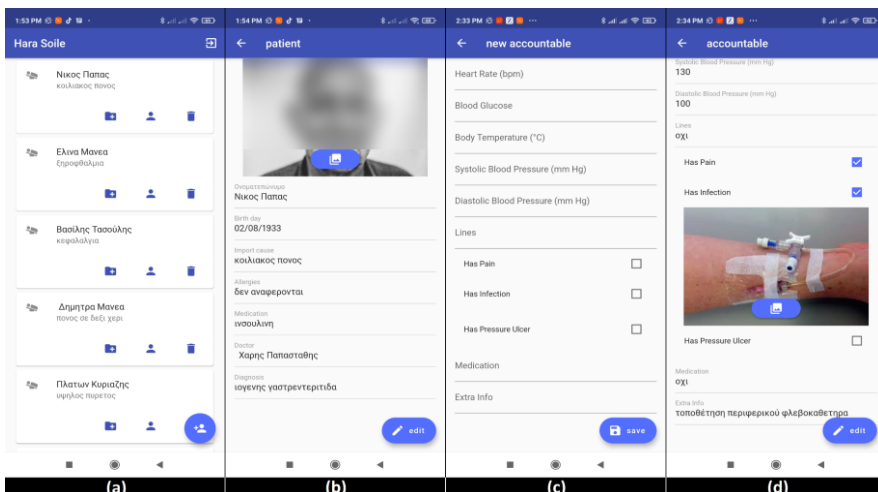 1:53 PM
Hara Soile
Νικος Παπας
κοιλιακος πονος
Ελινα Μανεα
ξηροφθαλμια
Βασίλης Τασούλης
κεφαλαλγια
Δημητρα Μανεα
πονος σε δεξι χερι
Πλατων Κυριαζης
υψηλος πυρετος
(a)
1:54 PM
patient
Ονοματεπώνυμο
Νικος Παπας
Birth day
02/08/1933
Import cause
κοιλιακος πονος
Allergies
δεν αναφερονται
Medication
ινσουλινη
Doctor
Χαρης Παπασταθης
Diagnosis
ιογενης γαστρεντεριτιδα
edit
(b)
2:33 PM
new accountable
Heart Rate (bpm)
Blood Glucose
Body Temperature (°C)
Systolic Blood Pressure (mm Hg)
Diastolic Blood Pressure (mm Hg)
Lines
Has Pain
Has Infection
Has Pressure Ulcer
Medication
Extra Info
save
(c)
2:34 PM
accountable
Systolic Blood Pressure (mm Hg)
130
Diastolic Blood Pressure (mm Hg)
100
Lines
οχι
Has Pain
Has Infection
Has Pressure Ulcer
Medication
οχι
Extra Info
τοποθέτηση περιφερικού φλεβοκαθετηρα
edit
(d)